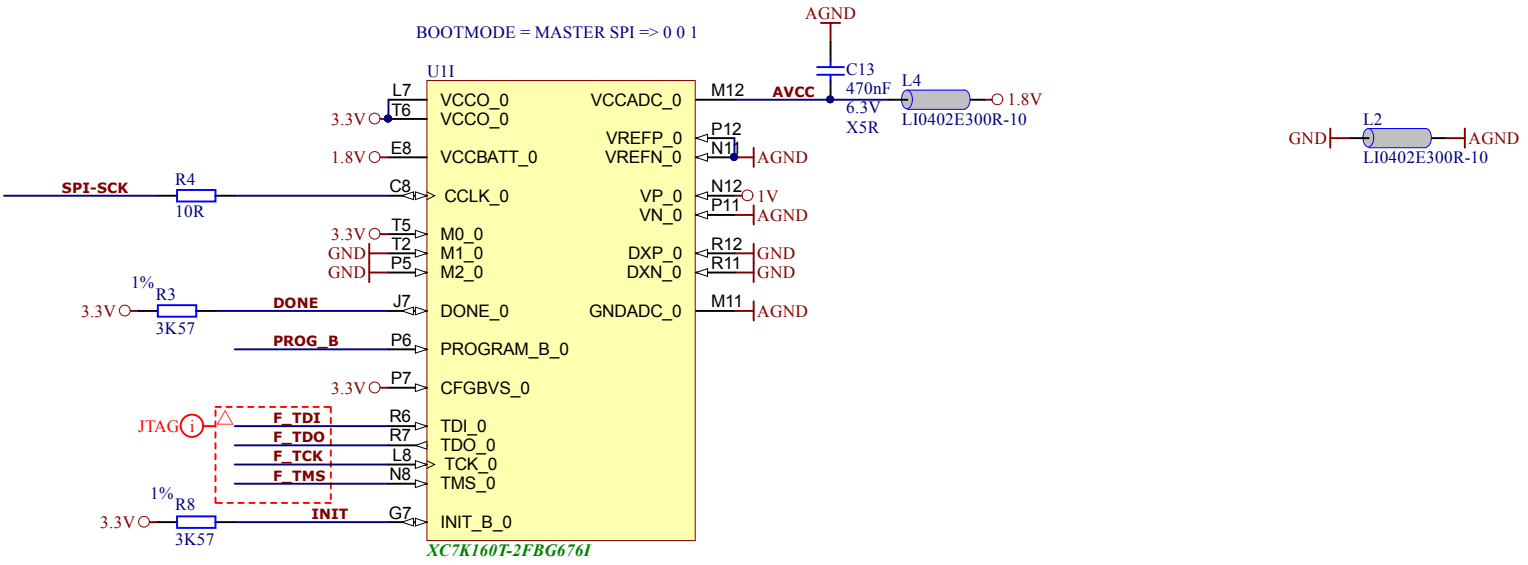 AGND
BOOTMODE = MASTER SPI => 0 0 1
U1I
C13
470nF
6.3V
X5R
L4
LI0402E300R-10
1.8V
AVCC
M12
VCCADC_0
L7
VCCO_0
3.3V
T6
VCCO_0
P12
VREFP_0
N11
VREFN_0
AGND
L2
GND
AGND
LI0402E300R-10
1.8V
E8
VCCBATT_0
SPI-SCK
R4
10R
C8
CCLK_0
VP_0
N12
1V
VN_0
P11
AGND
3.3V
T5
M0_0
GND
T2
M1_0
GND
P5
M2_0
DXP_0
R12
GND
DXN_0
R11
GND
1%
R3
3.3V
3K57
DONE
J7
DONE_0
GNDADC_0
M11
AGND
PROG_B
P6
PROGRAM_B_0
3.3V
P7
CFGBVS_0
JTAG
i
F_TDI
R6
TDI_0
F_TDO
R7
TDO_0
F_TCK
L8
TCK_0
F_TMS
N8
TMS_0
1%
R8
3.3V
3K57
INIT
G7
INIT_B_0
XC7K160T-2FBG676I